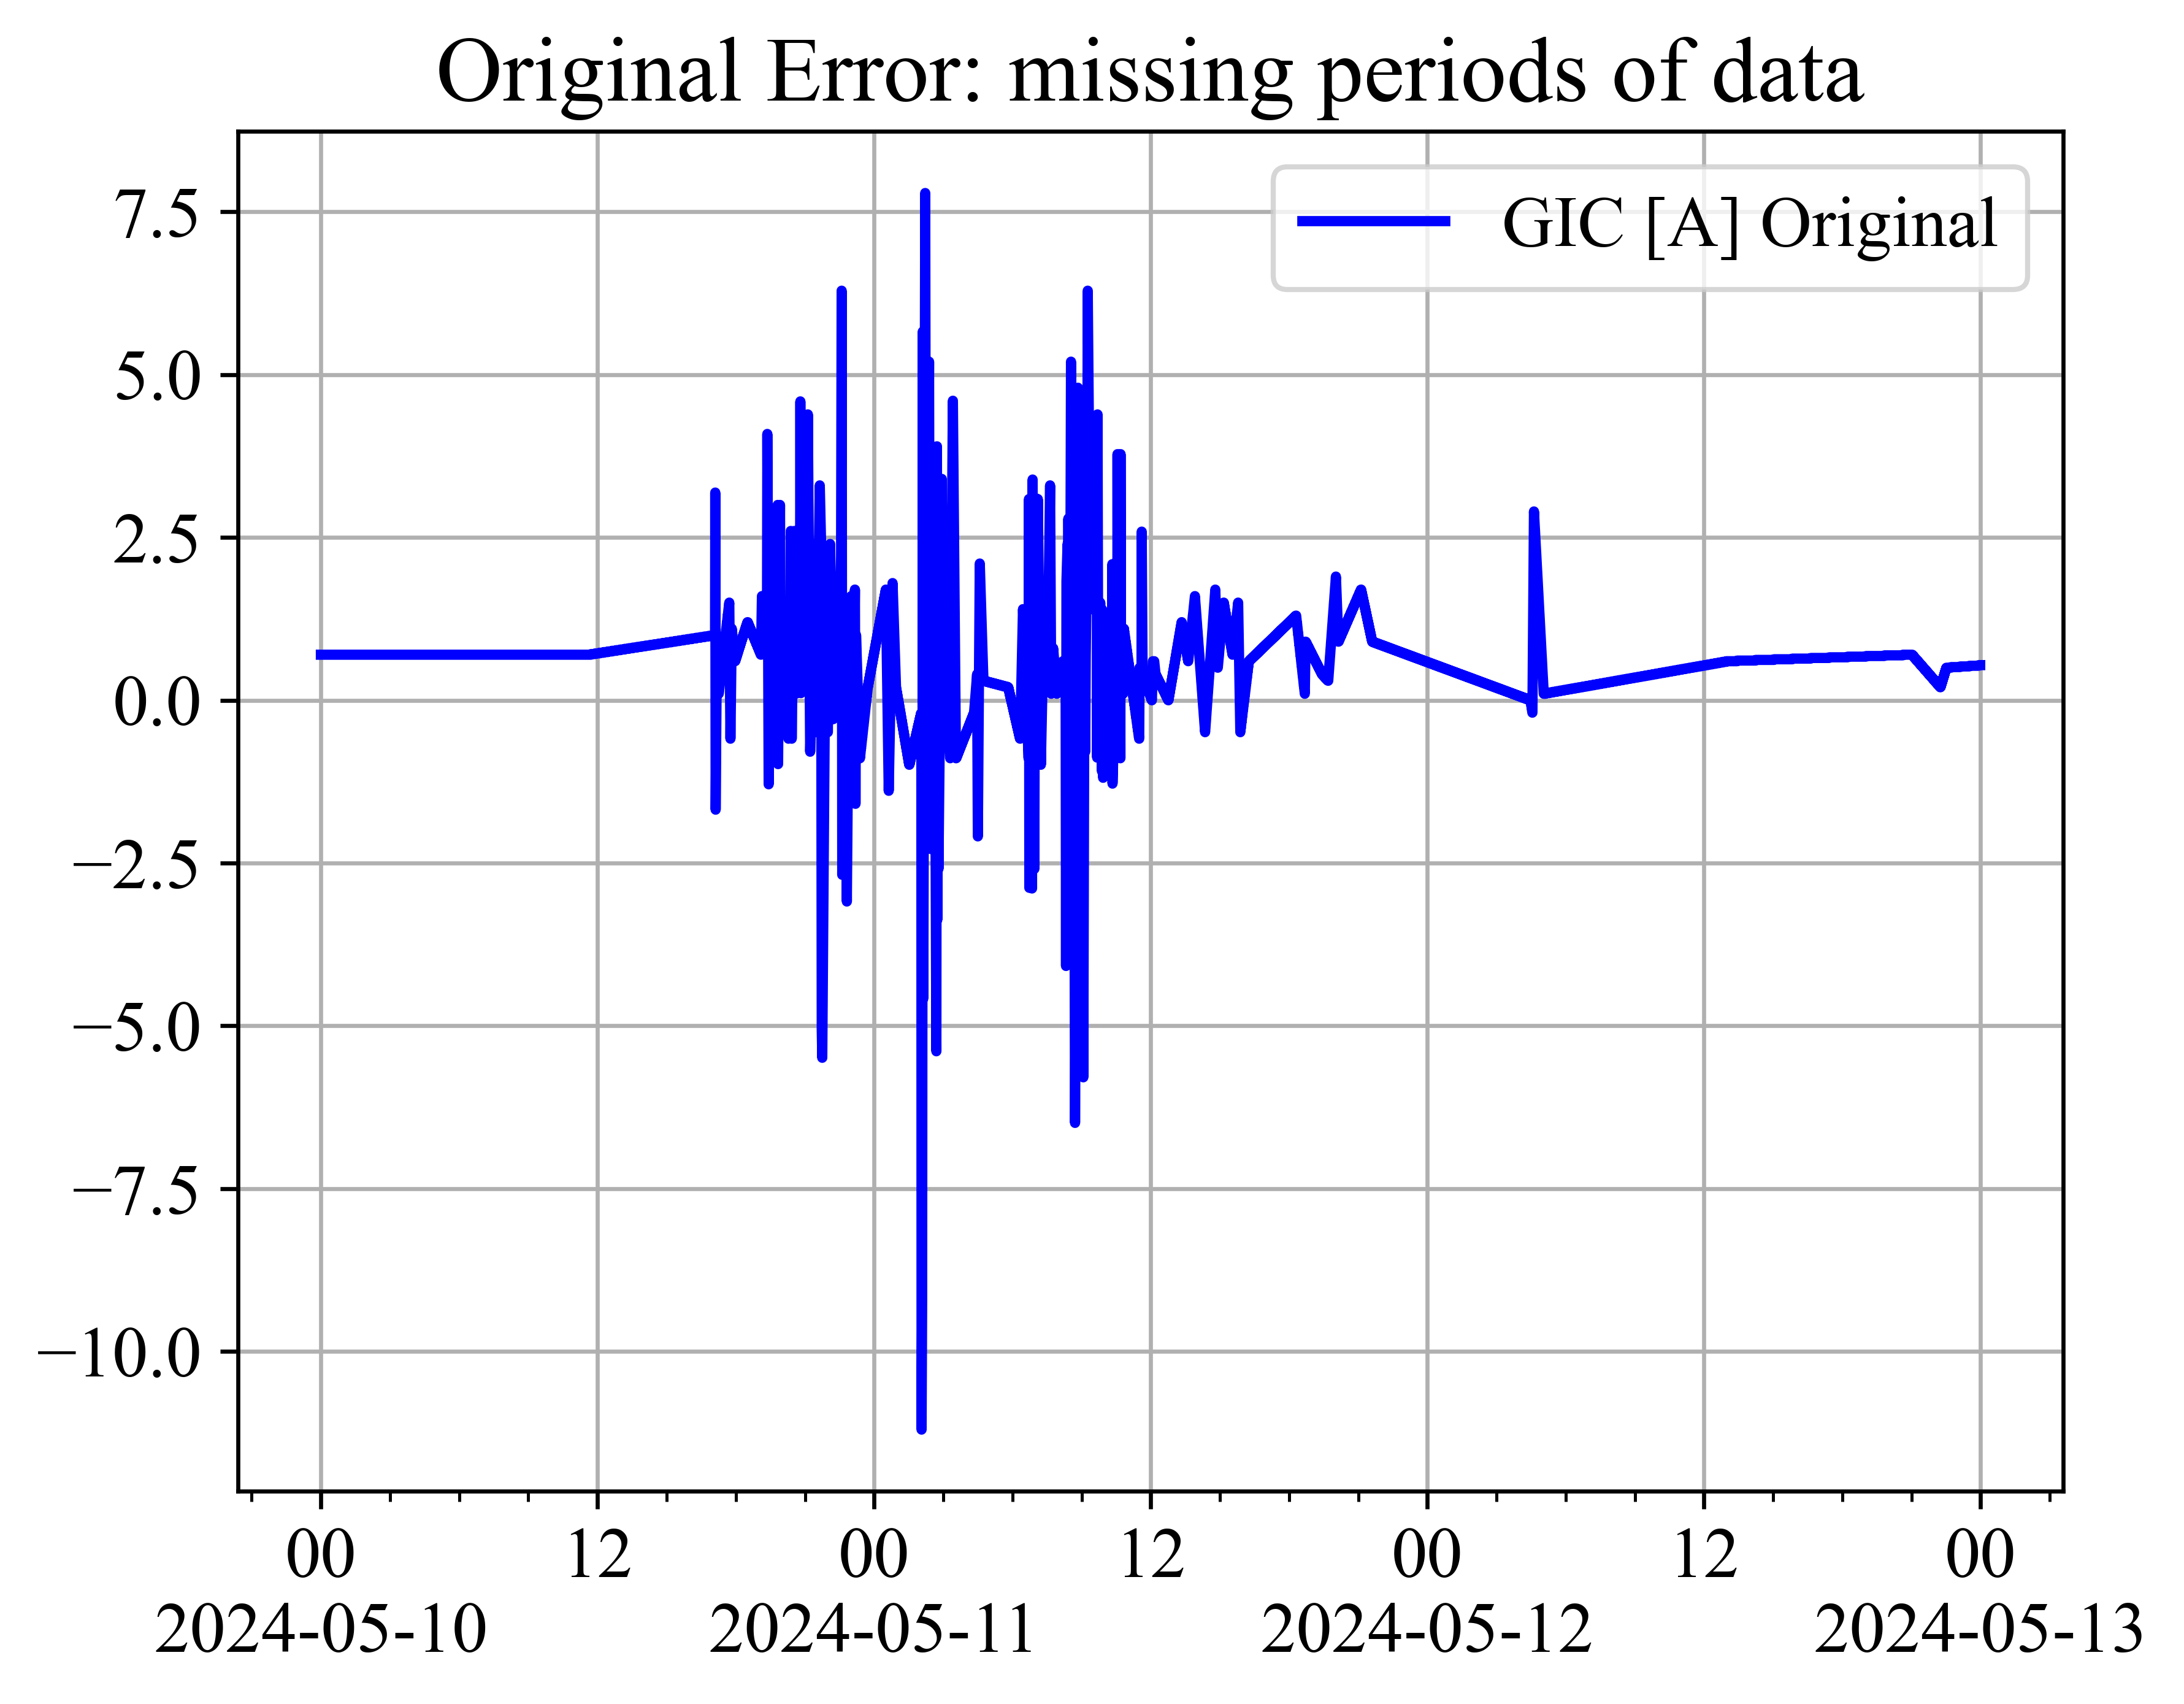 Original Error: missing periods of data
GIC [A] Original
7.5
5.0
2.5
0.0
−2.5
−5.0
−7.5
−10.0
00 12 00 12 00 12 00
2024-05-10 2024-05-11 2024-05-12 2024-05-13